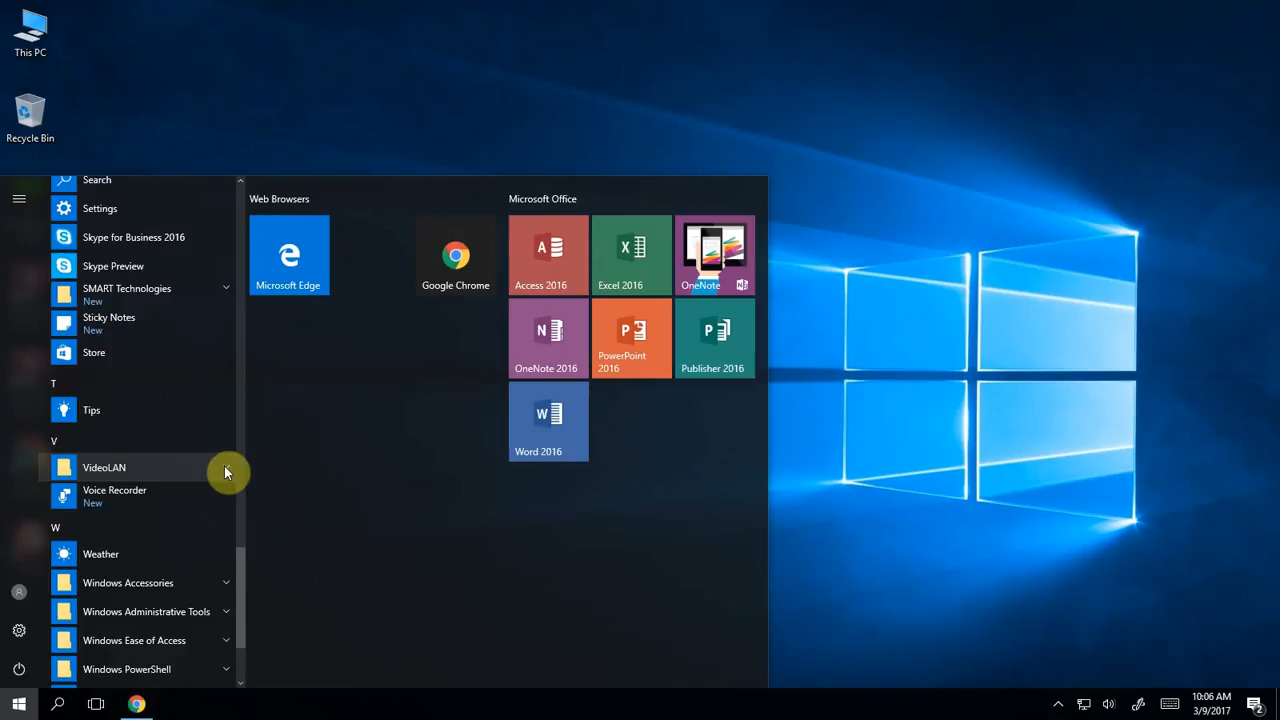 This PC
Recycle Bin
Search
Settings
Skype for Business 2016
Skype Preview
SMART Technologies
New
Sticky Notes
New
Store
T
Tips
V
VideoLAN
Voice Recorder
New
W
Weather
Windows Accessories
Windows Administrative Tools
Windows Ease of Access
Windows PowerShell
Web Browsers
Microsoft Edge
Google Chrome
Microsoft Office
A
Access 2016
X
Excel 2016
OneNote
N
N
OneNote 2016
P
PowerPoint
2016
P
Publisher 2016
W
Word 2016
10:06 AM
3/9/2017
2